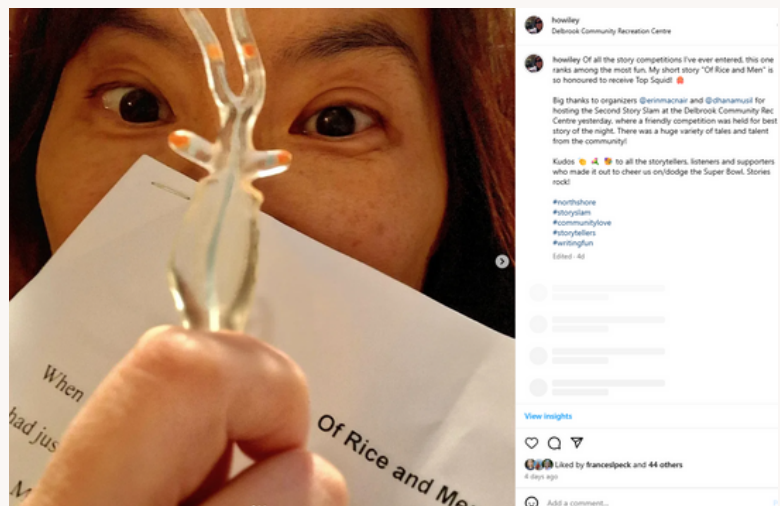 When
had jus
M
Of Rice and Me
howiley
Delbrook Community Recreation Centre
howiley Of all the story competitions I've ever entered, this one
ranks among the most fun. My short story "Of Rice and Men" is
so honoured to receive Top Squid!
Big thanks to organizers @erinmacnair and @dhanamusil for
hosting the Second Story Slam at the Delbrook Community Rec
Centre yesterday, where a friendly competition was held for best
story of the night. There was a huge variety of tales and talent
from the community!
Kudos 👏 to all the storytellers, listeners and supporters
who made it out to cheer us on/dodge the Super Bowl. Stories
rock!
#northshore
#storyslam
#communitylove
#storytellers
#writingfun
Edited · 4d
View insights
Liked by franceslpeck and 44 others
4 days ago
Add a comment...